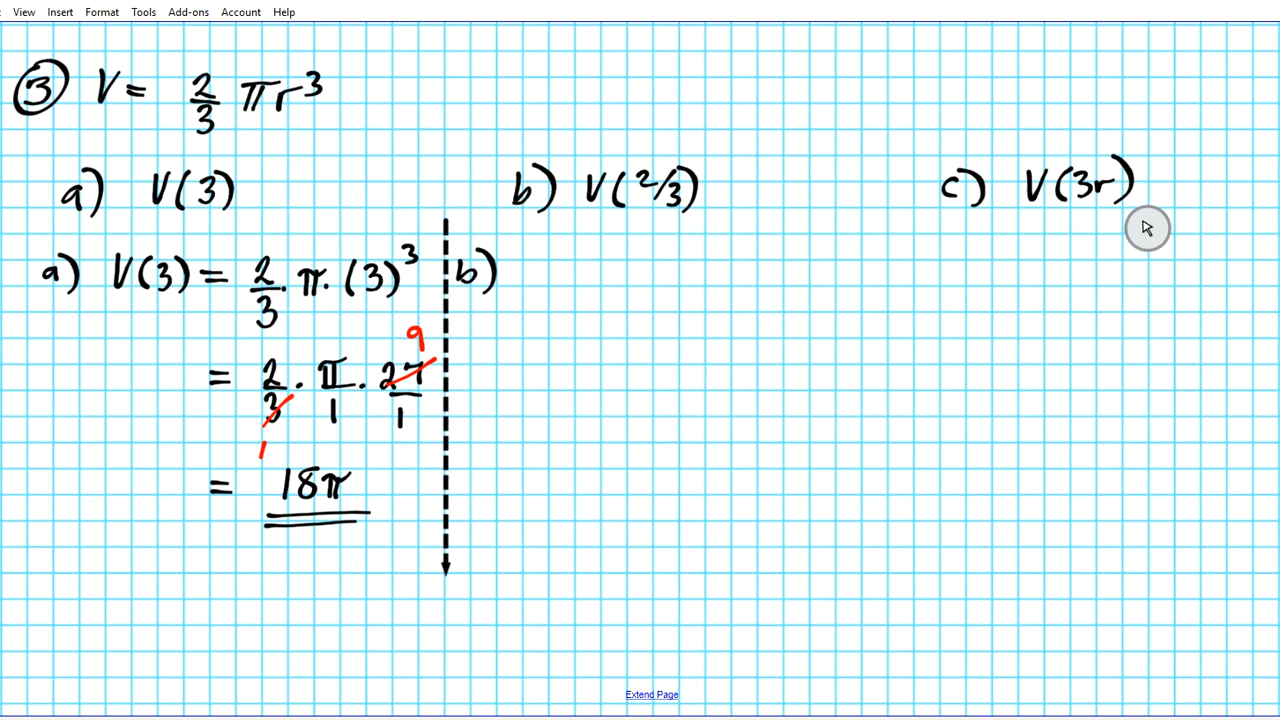 View Insert Format Tools Add-ons Account Help
③ V = 2/3 πr³
a) V(3) b) V(2/3) c) V(3r)
a) V(3) = 2/3 · π · (3)³ b)
9
= 2/3 · π/1 · 27/1
1
= 18π
Extend Page